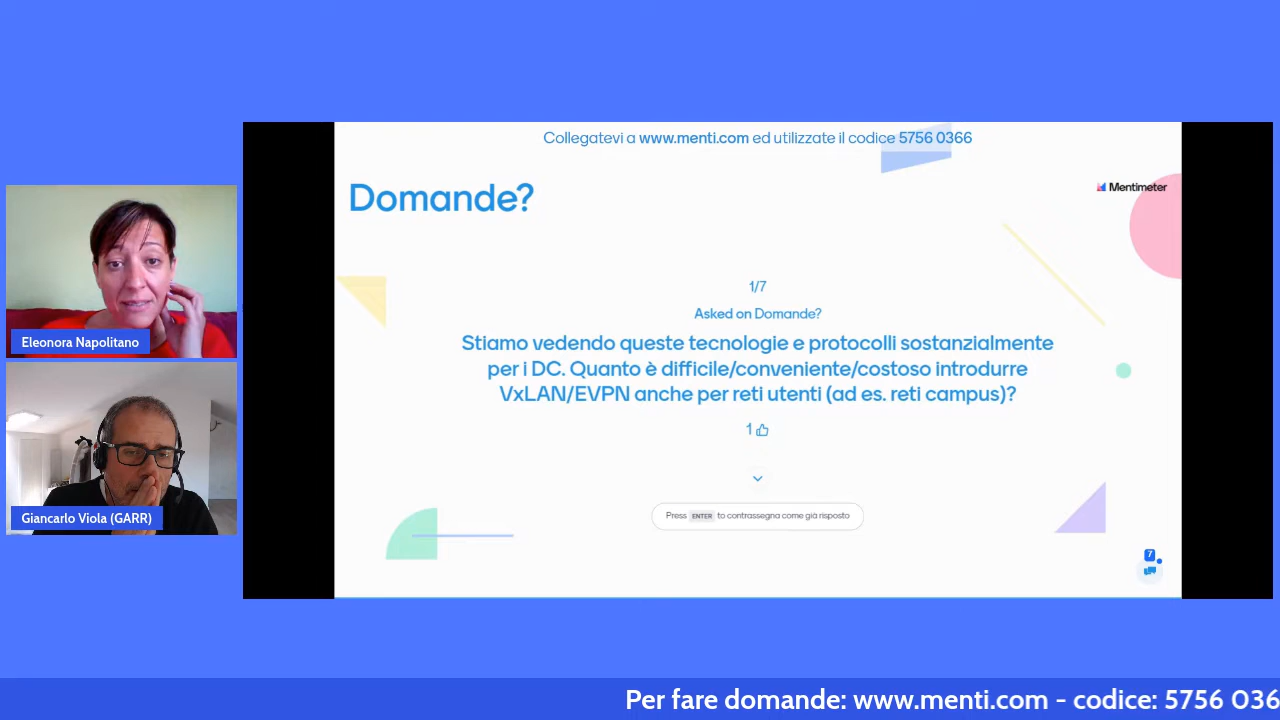 Collegatevi a www.menti.com ed utilizzate il codice 5756 0366
Domande?
Mentimeter
1/7
Asked on Domande?
Stiamo vedendo queste tecnologie e protocolli sostanzialmente
per i DC. Quanto è difficile/conveniente/costoso introdurre
VxLAN/EVPN anche per reti utenti (ad es. reti campus)?
1
Press ENTER to contrassegna come già risposto
7
Eleonora Napolitano
Giancarlo Viola (GARR)
Per fare domande: www.menti.com - codice: 5756 036